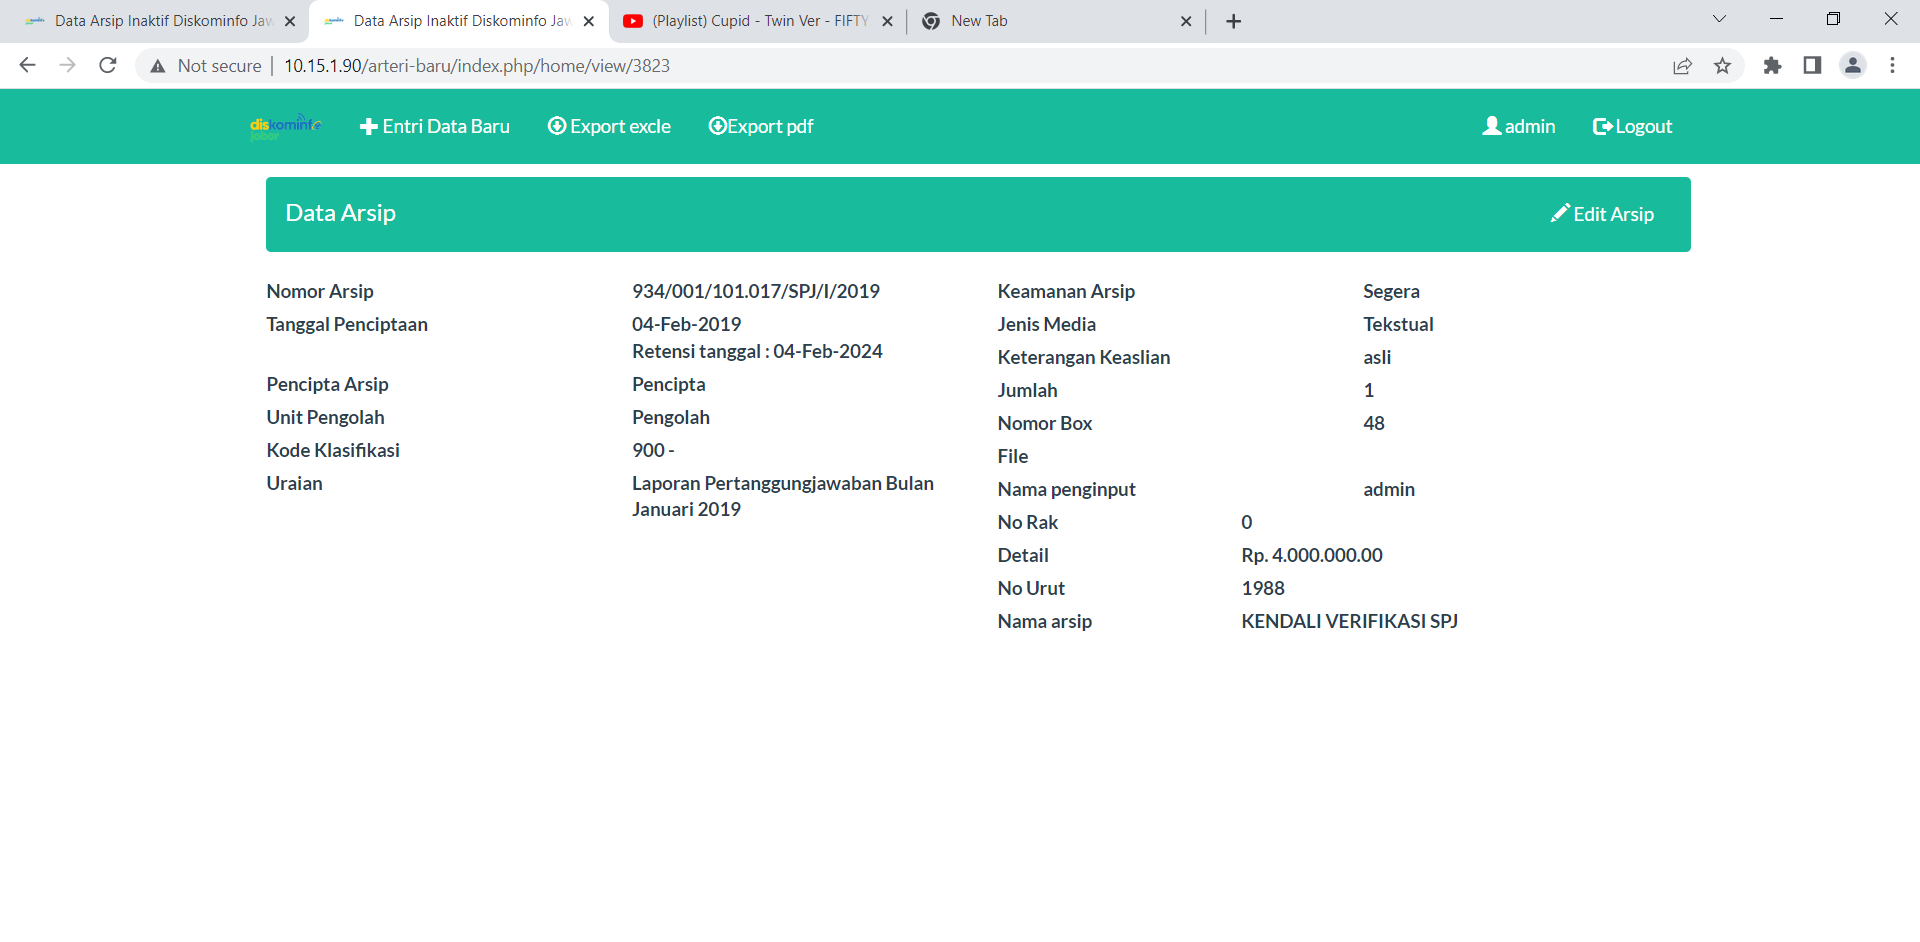 Data Arsip Inaktif Diskominfo Jaw
Data Arsip Inaktif Diskominfo Jaw
(Playlist) Cupid - Twin Ver - FIFTY
New Tab
Not secure
10.15.1.90/arteri-baru/index.php/home/view/3823
diskominfo
Entri Data Baru
Export excle
Export pdf
admin
Logout
Data Arsip
Edit Arsip
Nomor Arsip
934/001/101.017/SPJ/I/2019
Tanggal Penciptaan
04-Feb-2019
Retensi tanggal : 04-Feb-2024
Pencipta Arsip
Pencipta
Unit Pengolah
Pengolah
Kode Klasifikasi
900 -
Uraian
Laporan Pertanggungjawaban Bulan
Januari 2019
Keamanan Arsip
Segera
Jenis Media
Tekstual
Keterangan Keaslian
asli
Jumlah
1
Nomor Box
48
File
Nama penginput
admin
No Rak
0
Detail
Rp. 4.000.000.00
No Urut
1988
Nama arsip
KENDALI VERIFIKASI SPJ